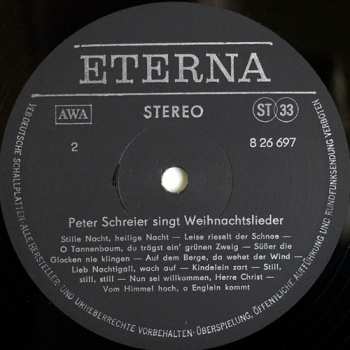 ETERNA
AWA
STEREO
ST 33
2
8 26 697
Peter Schreier singt Weihnachtslieder
Stille Nacht, heilige Nacht — Leise rieselt der Schnee —
O Tannenbaum, du trägst ein' grünen Zweig — Süßer die
Glocken nie klingen — Auf dem Berge, da wehet der Wind —
Lieb Nachtigall, wach auf — Kindelein zart — Still,
still, still — Nun sei willkommen, Herre Christ —
Vom Himmel hoch, o Englein kommt
VEB DEUTSCHE SCHALLPLATTEN · ALLE HERSTELLER- UND URHEBERRECHTE VORBEHALTEN · ÜBERSPIELUNG, ÖFFENTLICHE AUFFÜHRUNG UND RUNDFUNKSENDUNG VERBOTEN